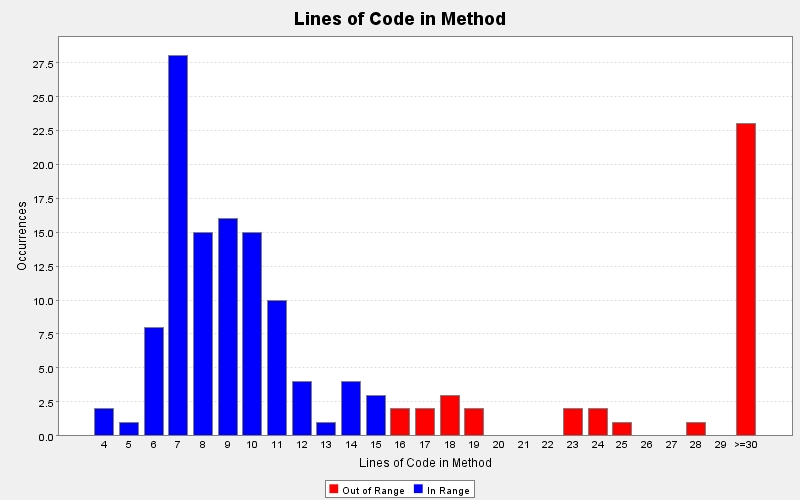 Lines of Code in Method
Occurrences
27.5
25.0
22.5
20.0
17.5
15.0
12.5
10.0
7.5
5.0
2.5
0.0
4 5 6 7 8 9 10 11 12 13 14 15 16 17 18 19 20 21 22 23 24 25 26 27 28 29 >=30
Lines of Code in Method
Out of Range In Range